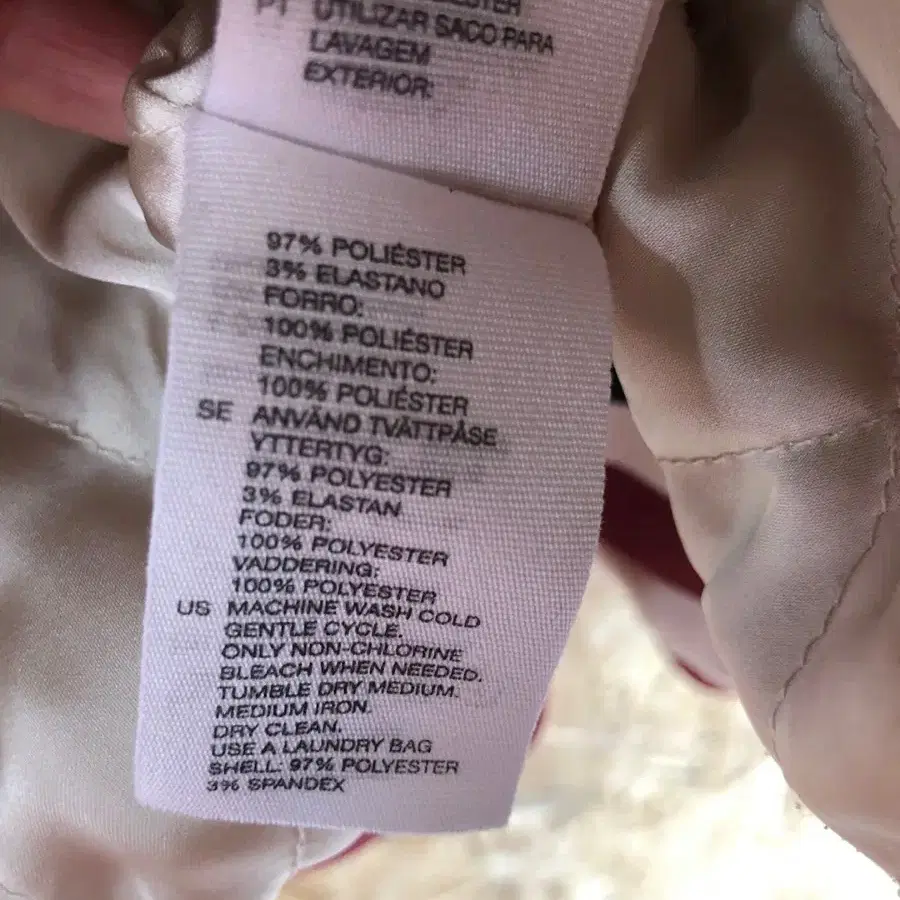 PT UTILIZAR SACO PARA
LAVAGEM
EXTERIOR:
97% POLIÉSTER
3% ELASTANO
FORRO:
100% POLIÉSTER
ENCHIMENTO:
100% POLIÉSTER
SE ANVÄND TVÄTTPÅSE
YTTERTYG:
97% POLYESTER
3% ELASTAN
FODER:
100% POLYESTER
VADDERING:
100% POLYESTER
US MACHINE WASH COLD
GENTLE CYCLE.
ONLY NON-CHLORINE
BLEACH WHEN NEEDED.
TUMBLE DRY MEDIUM.
MEDIUM IRON.
DRY CLEAN.
USE A LAUNDRY BAG
SHELL: 97% POLYESTER
3% SPANDEX